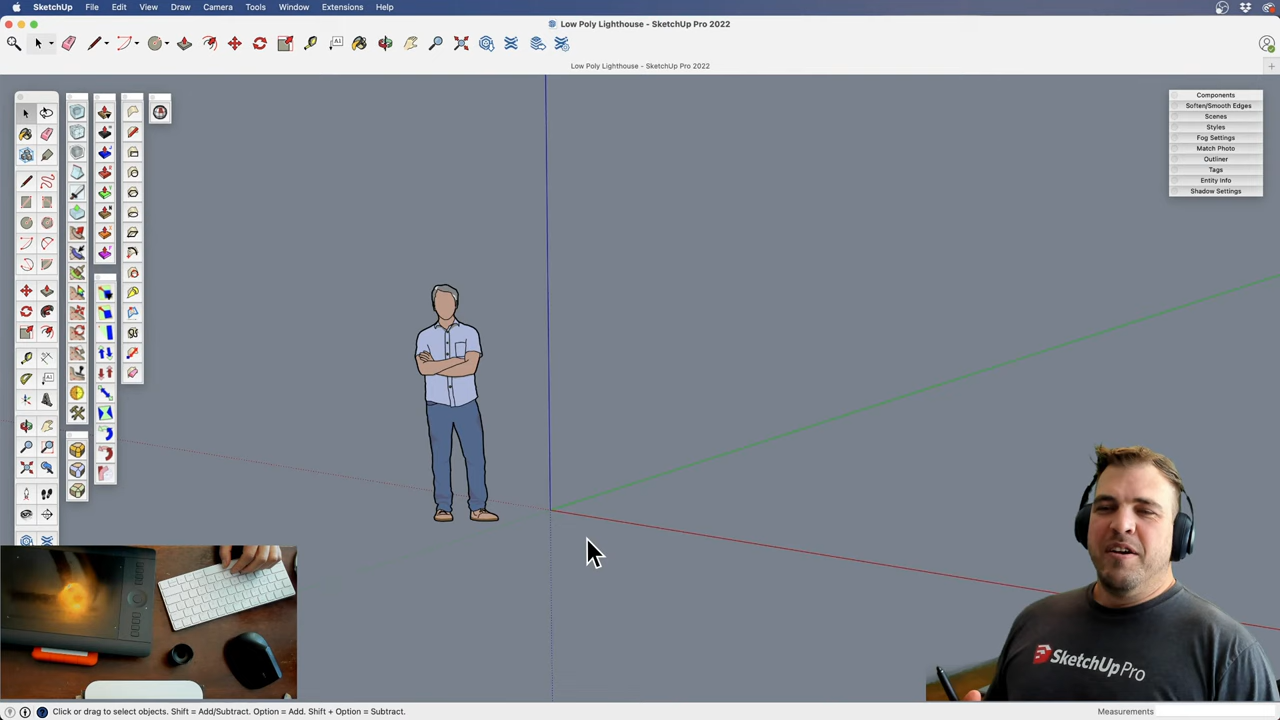 SketchUp File Edit View Draw Camera Tools Window Extensions Help
Low Poly Lighthouse - SketchUp Pro 2022
Low Poly Lighthouse - SketchUp Pro 2022
Components
Soften/Smooth Edges
Scenes
Styles
Fog Settings
Match Photo
Outliner
Tags
Entity Info
Shadow Settings
SketchUp Pro
Click or drag to select objects. Shift = Add/Subtract. Option = Add. Shift + Option = Subtract.
Measurements